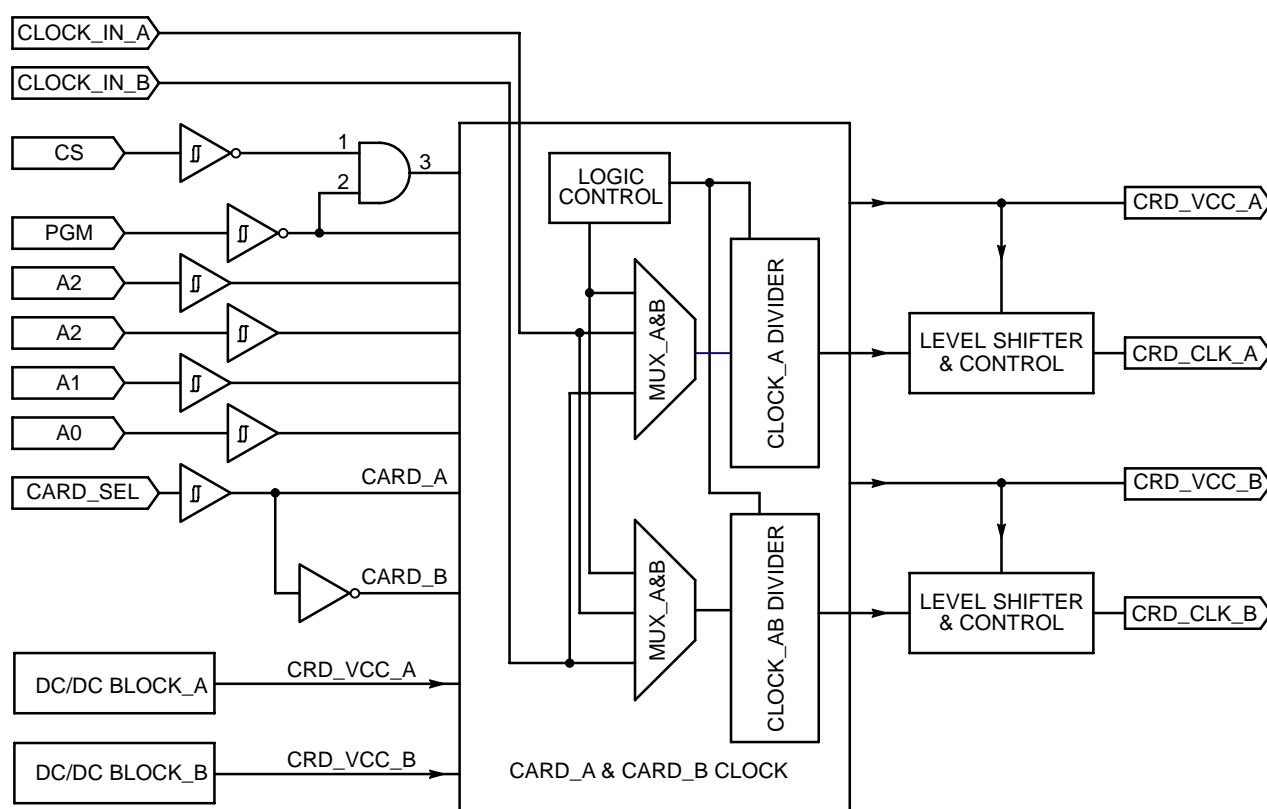 CLOCK_IN_A
CLOCK_IN_B
CS
1
2
3
PGM
A2
A2
A1
A0
CARD_SEL
CARD_A
CARD_B
DC/DC BLOCK_A
CRD_VCC_A
DC/DC BLOCK_B
CRD_VCC_B
LOGIC
CONTROL
MUX_A&B
CLOCK_A DIVIDER
MUX_A&B
CLOCK_AB DIVIDER
CARD_A & CARD_B CLOCK
CRD_VCC_A
LEVEL SHIFTER
& CONTROL
CRD_CLK_A
CRD_VCC_B
LEVEL SHIFTER
& CONTROL
CRD_CLK_B